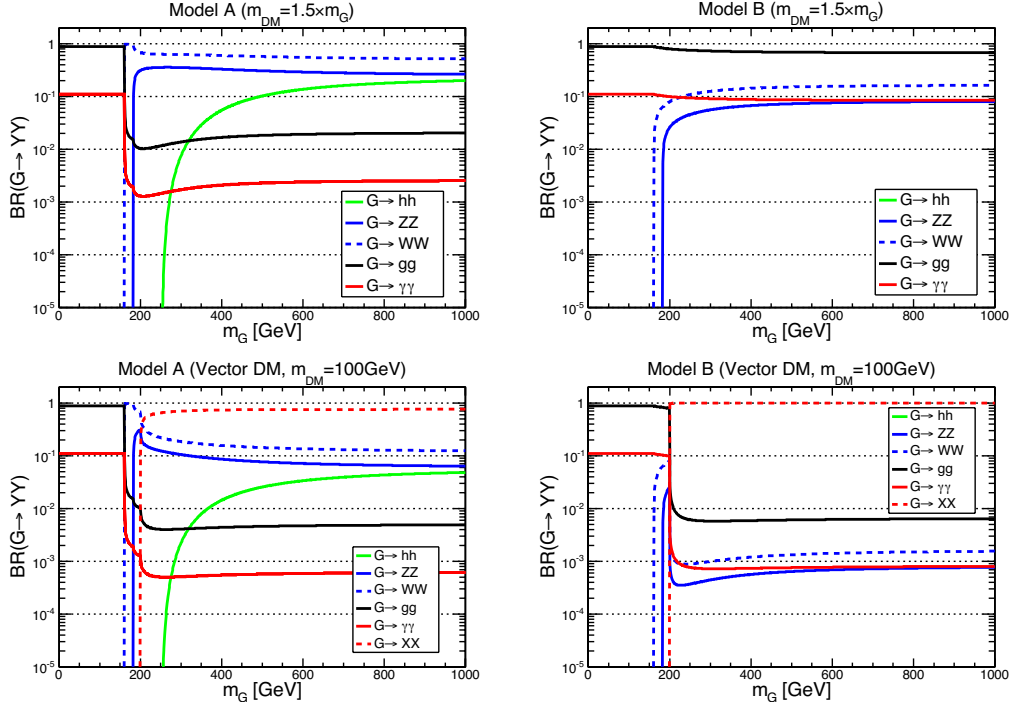 Model A (m_DM=1.5×m_G)
BR(G→ YY)
1
10^-1
10^-2
10^-3
10^-4
10^-5
G→ hh
G→ ZZ
G→ WW
G→ gg
G→ γγ
0 200 400 600 800 1000
m_G [GeV]
Model B (m_DM=1.5×m_G)
BR(G→ YY)
1
10^-1
10^-2
10^-3
10^-4
10^-5
G→ hh
G→ ZZ
G→ WW
G→ gg
G→ γγ
0 200 400 600 800 1000
m_G [GeV]
Model A (Vector DM, m_DM=100GeV)
BR(G→ YY)
1
10^-1
10^-2
10^-3
10^-4
10^-5
G→ hh
G→ ZZ
G→ WW
G→ gg
G→ γγ
G→ XX
0 200 400 600 800 1000
m_G [GeV]
Model B (Vector DM, m_DM=100GeV)
BR(G→ YY)
1
10^-1
10^-2
10^-3
10^-4
10^-5
G→ hh
G→ ZZ
G→ WW
G→ gg
G→ γγ
G→ XX
0 200 400 600 800 1000
m_G [GeV]